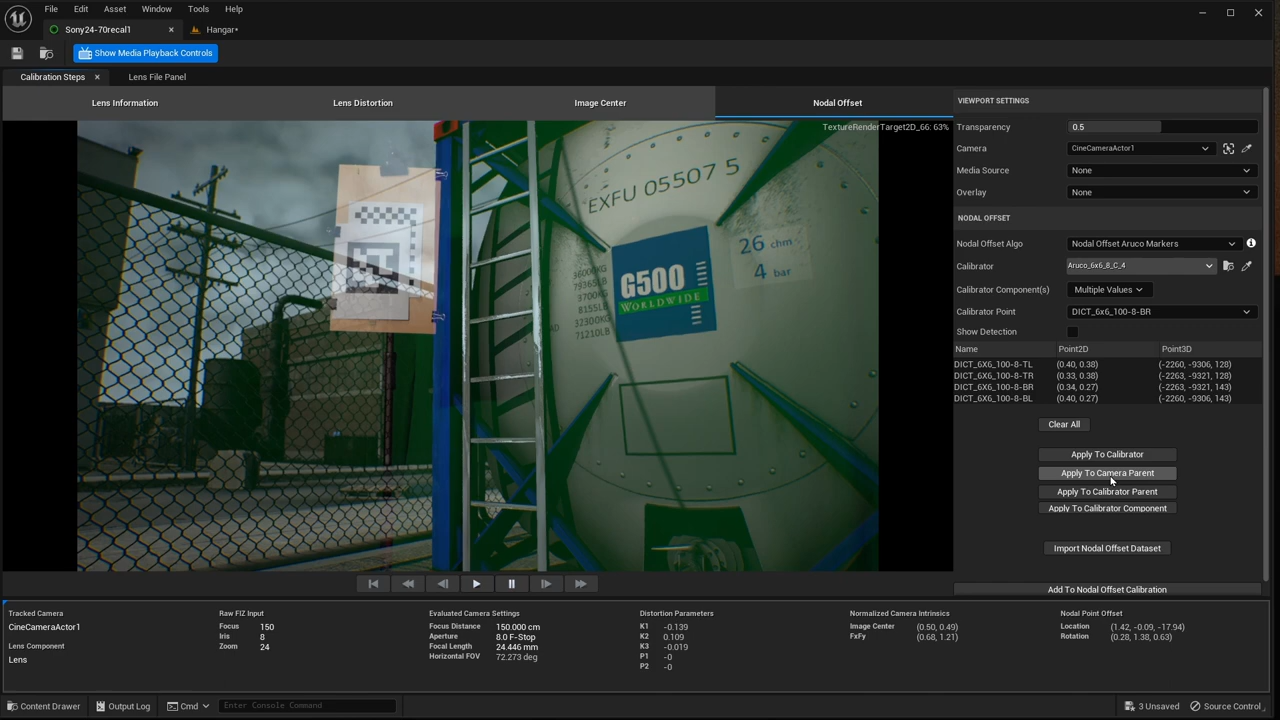 File Edit Asset Window Tools Help
Sony24-70recal1 Hangar*
Show Media Playback Controls
Calibration Steps Lens File Panel
Lens Information Lens Distortion Image Center Nodal Offset
TextureRenderTarget2D_66: 63%
EXFU 05507 5
26 chm
4 bar
36000KG
79365LB
3700KG
8155LB
32300KG
71210LB
G500
WORLDWIDE
VIEWPORT SETTINGS
Transparency 0.5
Camera CineCameraActor1
Media Source None
Overlay None
NODAL OFFSET
Nodal Offset Algo Nodal Offset Aruco Markers
Calibrator Aruco_6x6_8_C_4
Calibrator Component(s) Multiple Values
Calibrator Point DICT_6x6_100-8-BR
Show Detection
Name Point2D Point3D
DICT_6X6_100-8-TL (0.40, 0.38) (-2260, -9306, 128)
DICT_6X6_100-8-TR (0.33, 0.38) (-2263, -9321, 128)
DICT_6X6_100-8-BR (0.34, 0.27) (-2263, -9321, 143)
DICT_6X6_100-8-BL (0.40, 0.27) (-2260, -9306, 143)
Clear All
Apply To Calibrator
Apply To Camera Parent
Apply To Calibrator Parent
Apply To Calibrator Component
Import Nodal Offset Dataset
Add To Nodal Offset Calibration
Tracked Camera
CineCameraActor1
Lens Component
Lens
Raw FIZ Input
Focus 150
Iris 8
Zoom 24
Evaluated Camera Settings
Focus Distance 150.000 cm
Aperture 8.0 F-Stop
Focal Length 24.446 mm
Horizontal FOV 72.273 deg
Distortion Parameters
K1 -0.139
K2 0.109
K3 -0.019
P1 -0
P2 -0
Normalized Camera Intrinsics
Image Center (0.50, 0.49)
FxFy (0.68, 1.21)
Nodal Point Offset
Location (1.42, -0.09, -17.94)
Rotation (0.28, 1.38, 0.63)
Content Drawer Output Log Cmd Enter Console Command 3 Unsaved Source Control